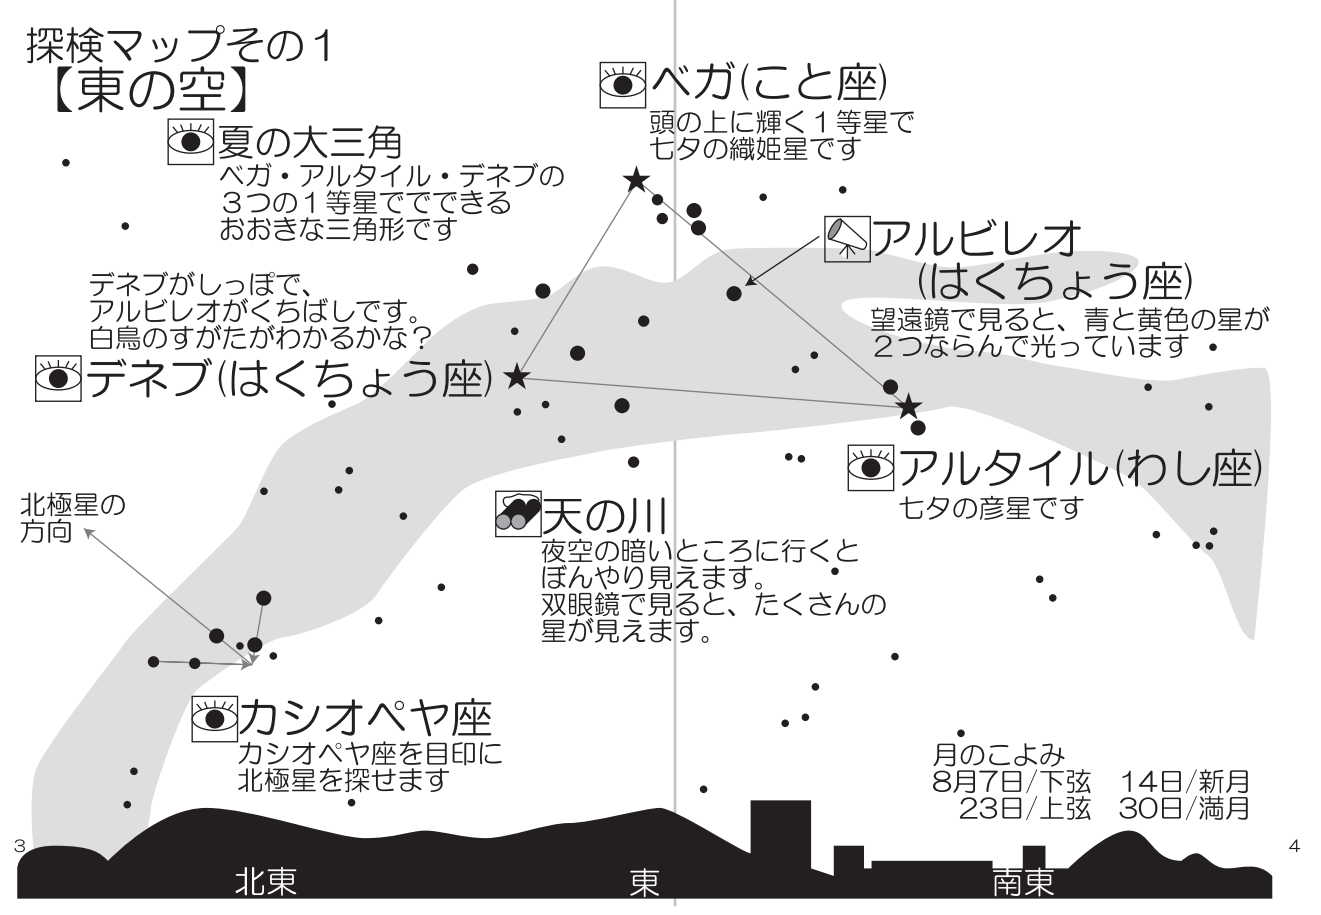 探検マップその１
【東の空】
夏の大三角
ベガ・アルタイル・デネブの
３つの１等星ででできる
おおきな三角形です
ベガ(こと座)
頭の上に輝く１等星で
七夕の織姫星です
アルビレオ
(はくちょう座)
望遠鏡で見ると、青と黄色の星が
２つならんで光っています
デネブがしっぽで、
アルビレオがくちばしです。
白鳥のすがたがわかるかな？
デネブ(はくちょう座)
アルタイル(わし座)
七夕の彦星です
北極星の
方向
天の川
夜空の暗いところに行くと
ぼんやり見えます。
双眼鏡で見ると、たくさんの
星が見えます。
カシオペヤ座
カシオペヤ座を目印に
北極星を探せます
月のこよみ
8月7日/下弦　14日/新月
23日/上弦　30日/満月
3
4
北東
東
南東